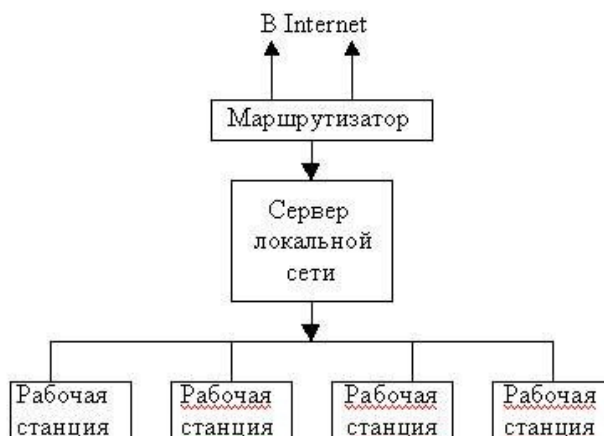 В Internet
Маршрутизатор
Сервер
локальной
сети
Рабочая
станция
Рабочая
станция
Рабочая
станция
Рабочая
станция